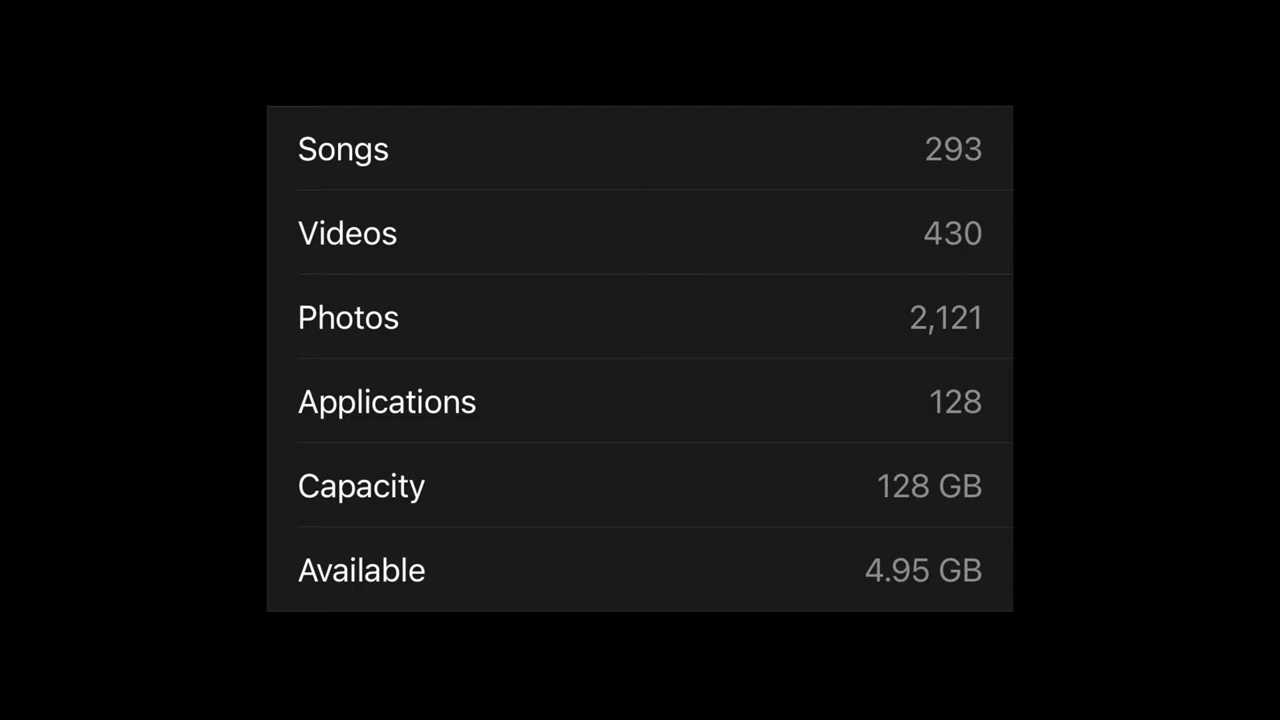 Songs 293
Videos 430
Photos 2,121
Applications 128
Capacity 128 GB
Available 4.95 GB